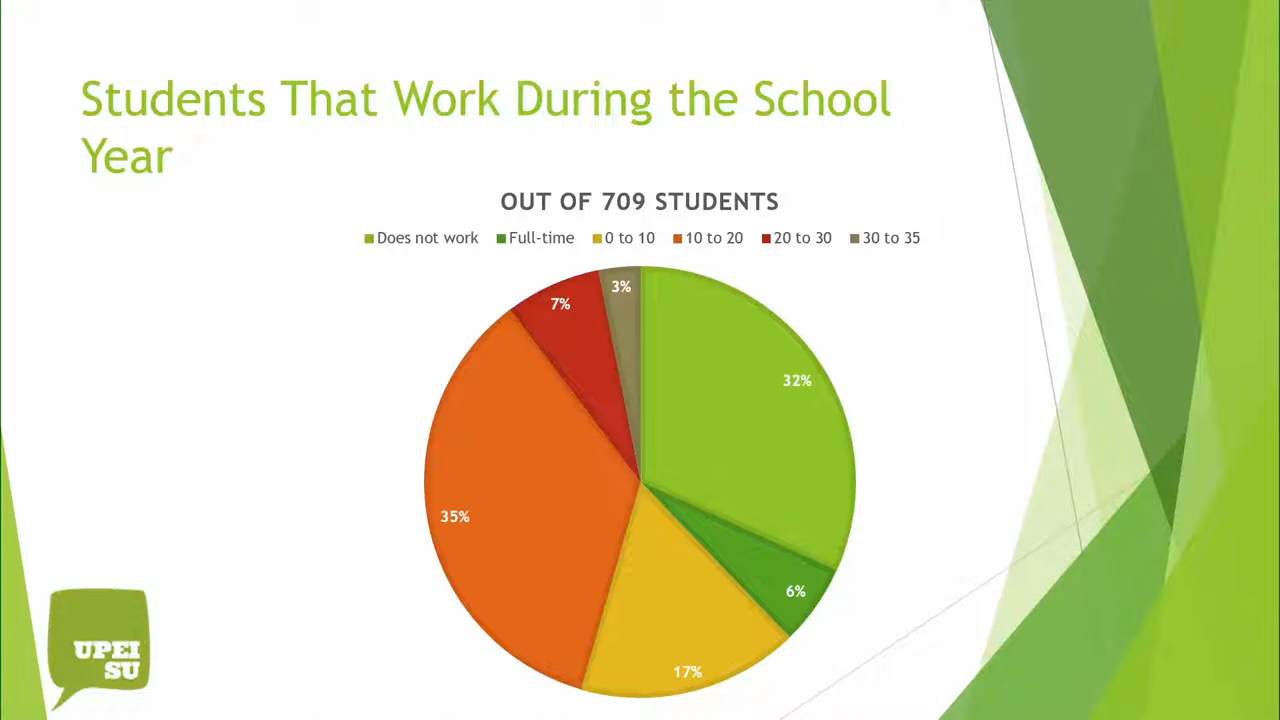 Students That Work During the School
Year
OUT OF 709 STUDENTS
Does not work Full-time 0 to 10 10 to 20 20 to 30 30 to 35
3%
7%
32%
35%
6%
17%
UPEI
SU